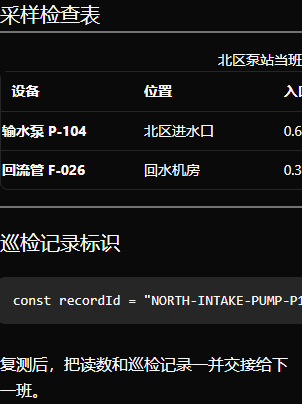 采样检查表
北区泵站当班
设备 位置 入口
输水泵 P-104 北区进水口 0.6
回流管 F-026 回水机房 0.3
巡检记录标识
const recordId = "NORTH-INTAKE-PUMP-P1
复测后，把读数和巡检记录一并交接给下
一班。